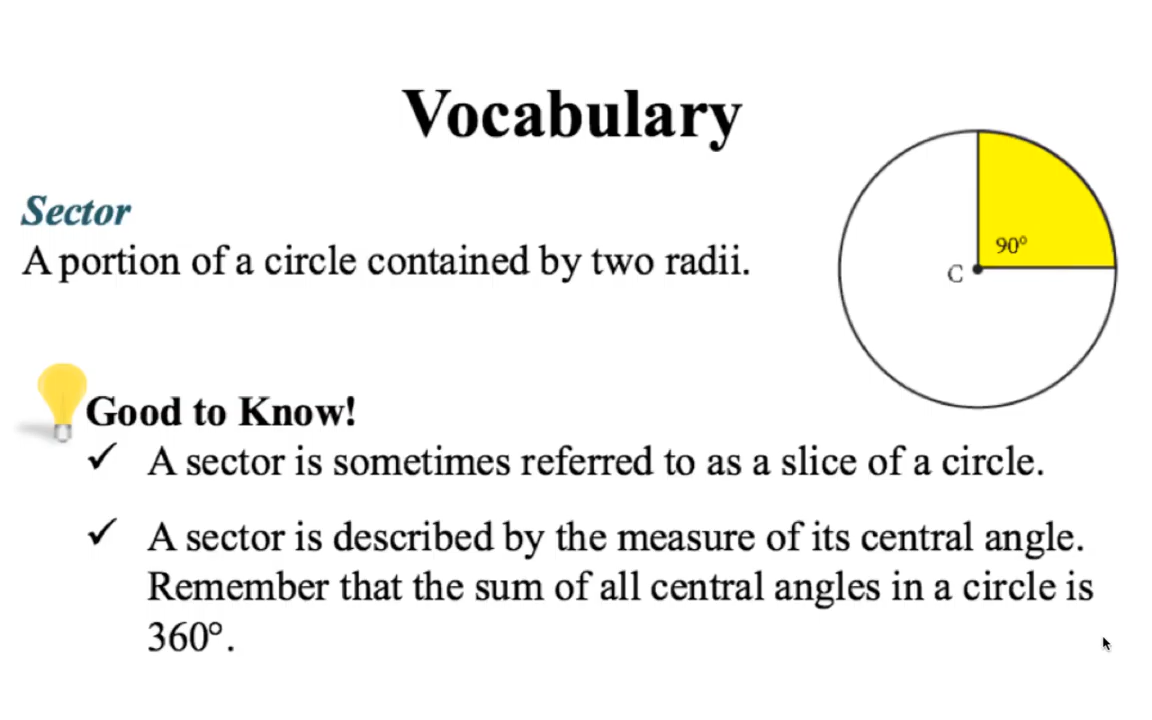 Vocabulary
Sector
A portion of a circle contained by two radii.
90°
C
Good to Know!
✓ A sector is sometimes referred to as a slice of a circle.
✓ A sector is described by the measure of its central angle.
Remember that the sum of all central angles in a circle is
360°.